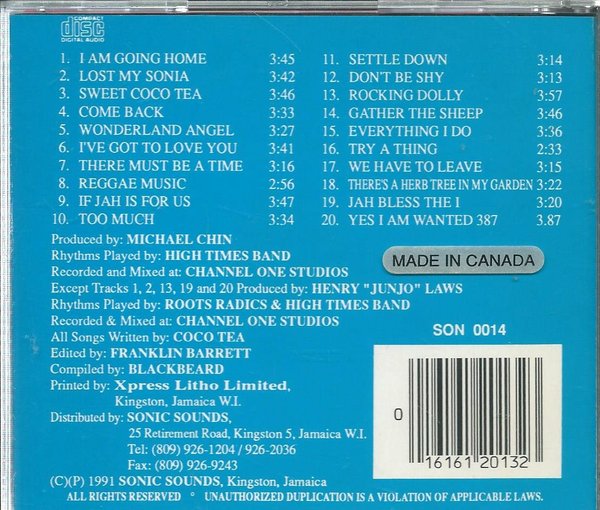 COMPACT
disc
DIGITAL AUDIO
1. I AM GOING HOME 3:45
2. LOST MY SONIA 3:42
3. SWEET COCO TEA 3:46
4. COME BACK 3:33
5. WONDERLAND ANGEL 3:27
6. I'VE GOT TO LOVE YOU 3:41
7. THERE MUST BE A TIME 3:16
8. REGGAE MUSIC 2:56
9. IF JAH IS FOR US 3:47
10. TOO MUCH 3:34
11. SETTLE DOWN 3:14
12. DON'T BE SHY 3:13
13. ROCKING DOLLY 3:57
14. GATHER THE SHEEP 3:46
15. EVERYTHING I DO 3:36
16. TRY A THING 2:33
17. WE HAVE TO LEAVE 3:15
18. THERE'S A HERB TREE IN MY GARDEN 3:22
19. JAH BLESS THE I 3:20
20. YES I AM WANTED 387 3.87
Produced by: MICHAEL CHIN
Rhythms Played by: HIGH TIMES BAND
Recorded and Mixed at: CHANNEL ONE STUDIOS
Except Tracks 1, 2, 13, 19 and 20 Produced by: HENRY "JUNJO" LAWS
Rhythms Played by: ROOTS RADICS & HIGH TIMES BAND
Recorded & Mixed at: CHANNEL ONE STUDIOS
All Songs Written by: COCO TEA
Edited by: FRANKLIN BARRETT
Compiled by: BLACKBEARD
Printed by: Xpress Litho Limited,
Kingston, Jamaica W.I.
Distributed by: SONIC SOUNDS,
25 Retirement Road, Kingston 5, Jamaica W.I.
Tel: (809) 926-1204 / 926-2036
Fax: (809) 926-9243
(C)(P) 1991 SONIC SOUNDS, Kingston, Jamaica
ALL RIGHTS RESERVED ° UNAUTHORIZED DUPLICATION IS A VIOLATION OF APPLICABLE LAWS.
MADE IN CANADA
SON 0014
0 16161 20132